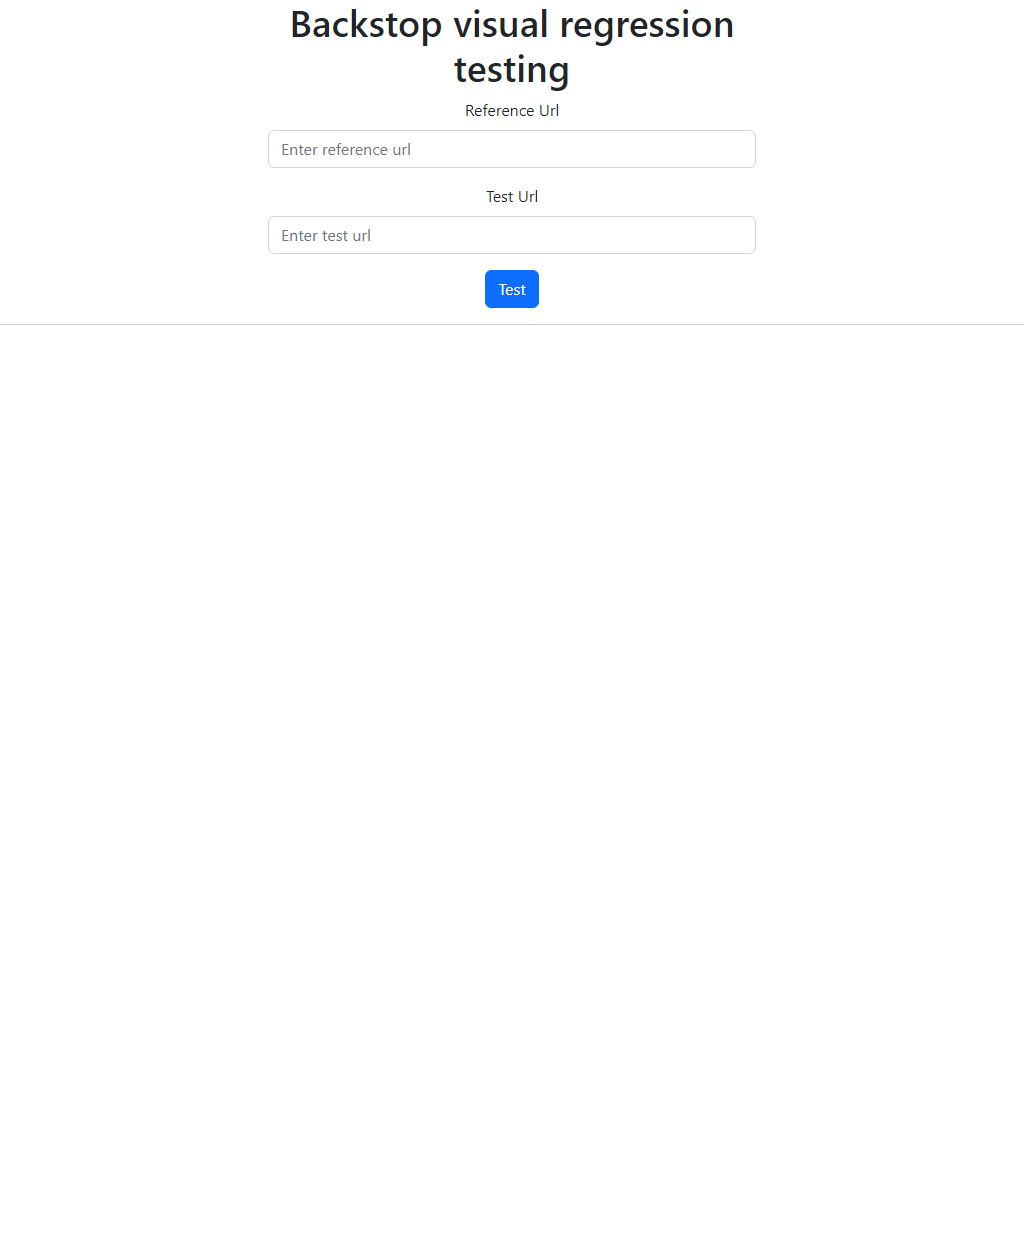 Backstop visual regression
testing
Reference Url
Enter reference url
Test Url
Enter test url
Test